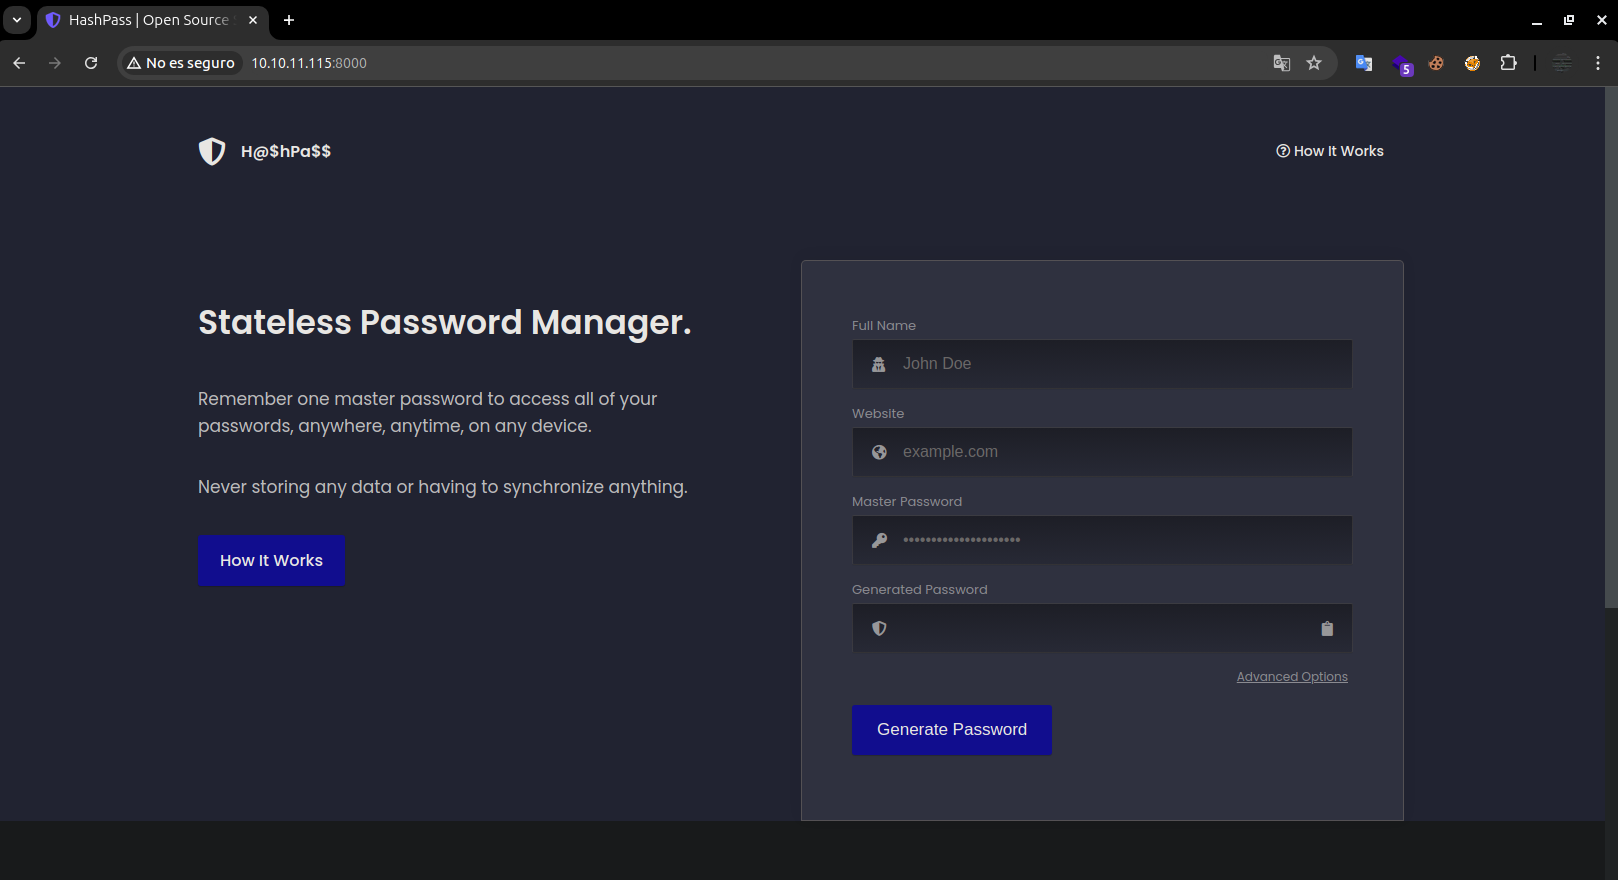 HashPass | Open Source
No es seguro
10.10.11.115:8000
5
H@$hPa$$
How It Works
Stateless Password Manager.
Remember one master password to access all of your
passwords, anywhere, anytime, on any device.
Never storing any data or having to synchronize anything.
How It Works
Full Name
John Doe
Website
example.com
Master Password
•••••••••••••••••••••
Generated Password
Advanced Options
Generate Password